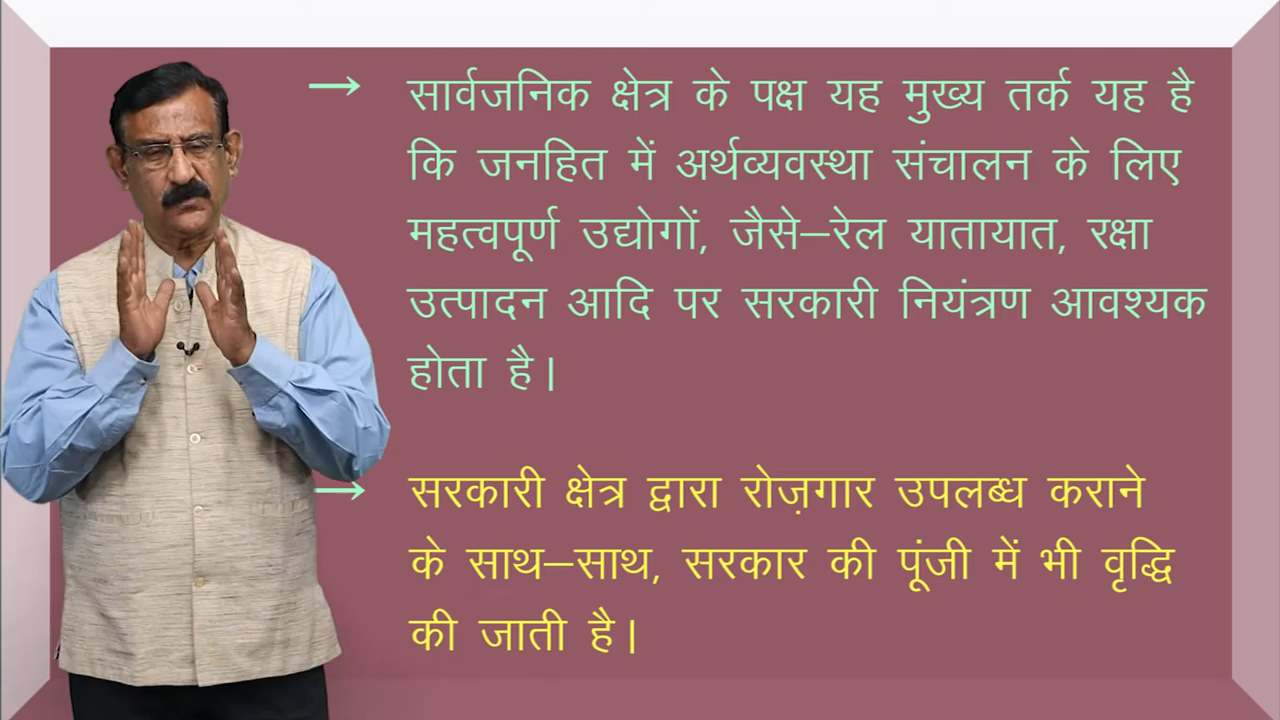 → सार्वजनिक क्षेत्र के पक्ष यह मुख्य तर्क यह है
कि जनहित में अर्थव्यवस्था संचालन के लिए
महत्वपूर्ण उद्योगों, जैसे–रेल यातायात, रक्षा
उत्पादन आदि पर सरकारी नियंत्रण आवश्यक
होता है।
→ सरकारी क्षेत्र द्वारा रोज़गार उपलब्ध कराने
के साथ–साथ, सरकार की पूंजी में भी वृद्धि
की जाती है।